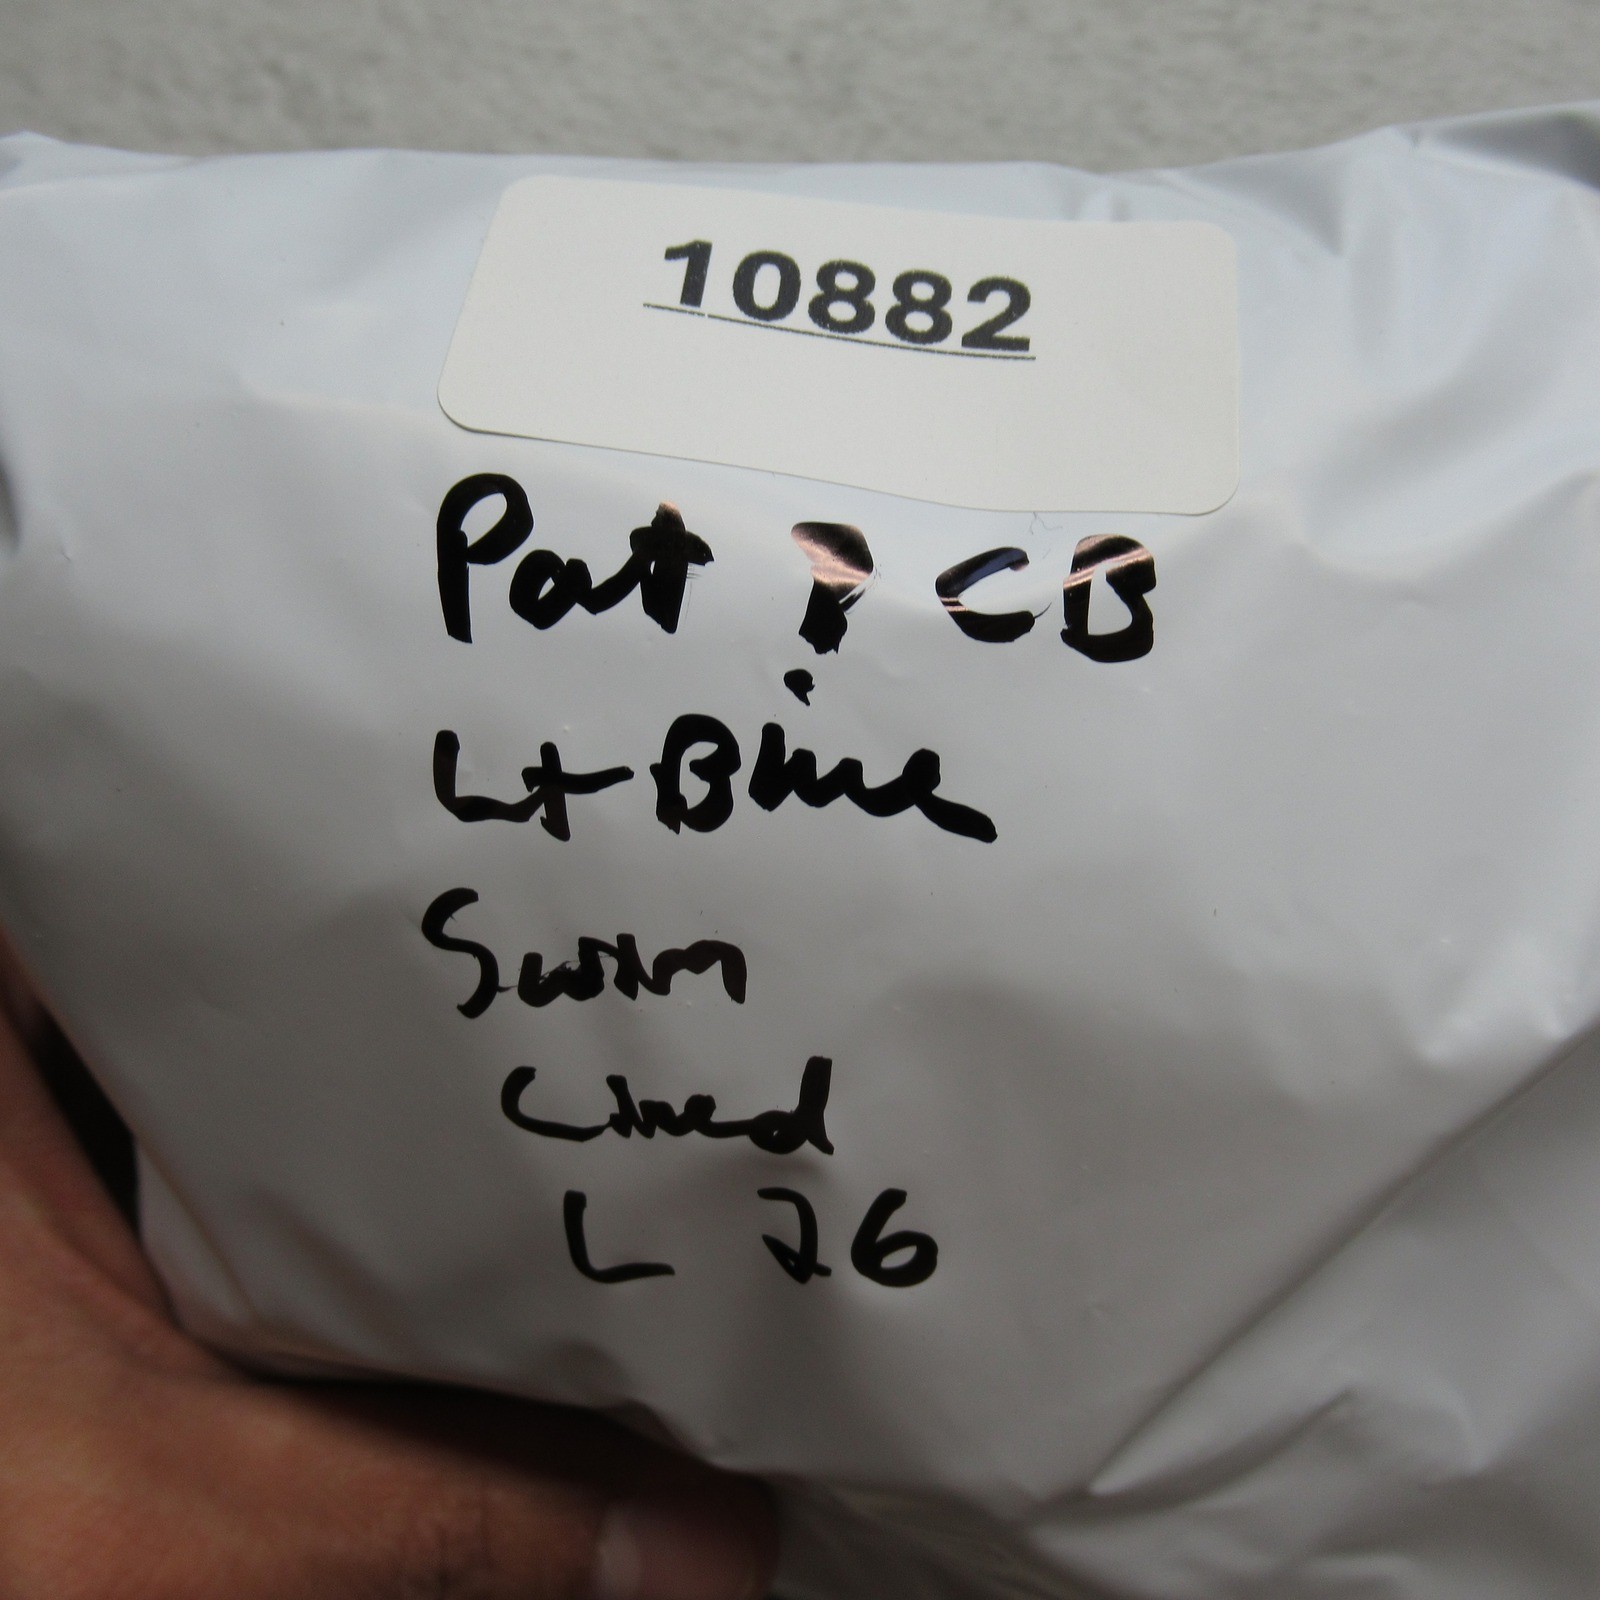 10882
Pat P CB
Lt Blue
Swim
Lined
L 26